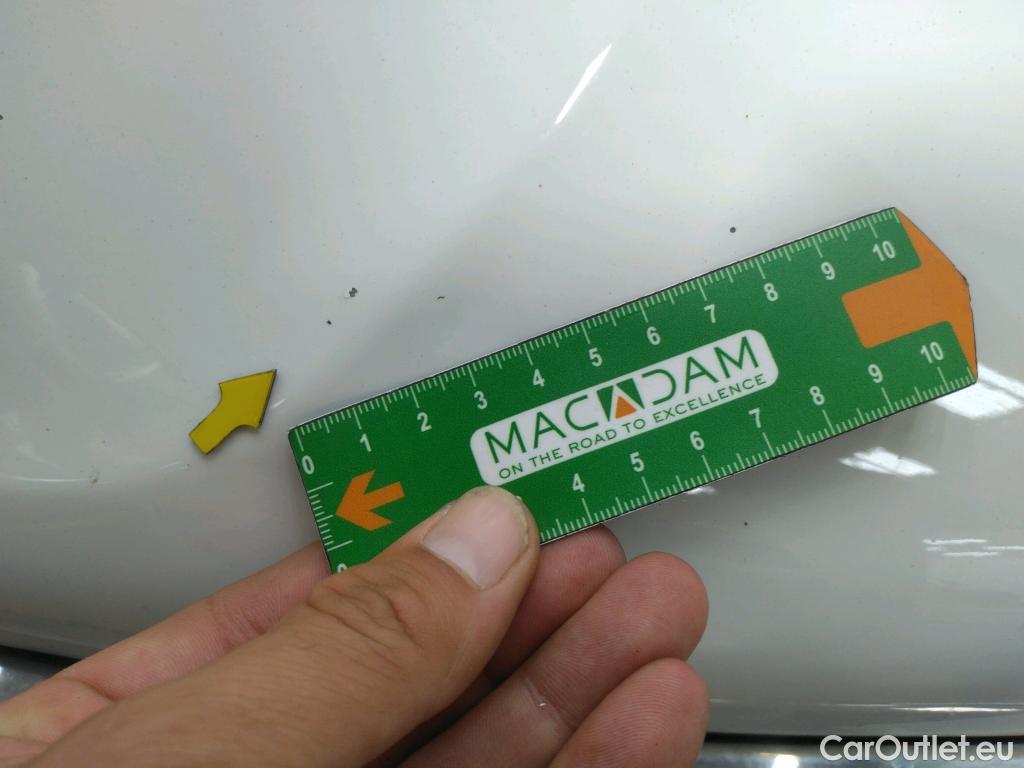 0 1 2 3 4 5 6 7 8 9 10
MACADAM
ON THE ROAD TO EXCELLENCE
4 5 6 7 8 9 10
CarOutlet.eu